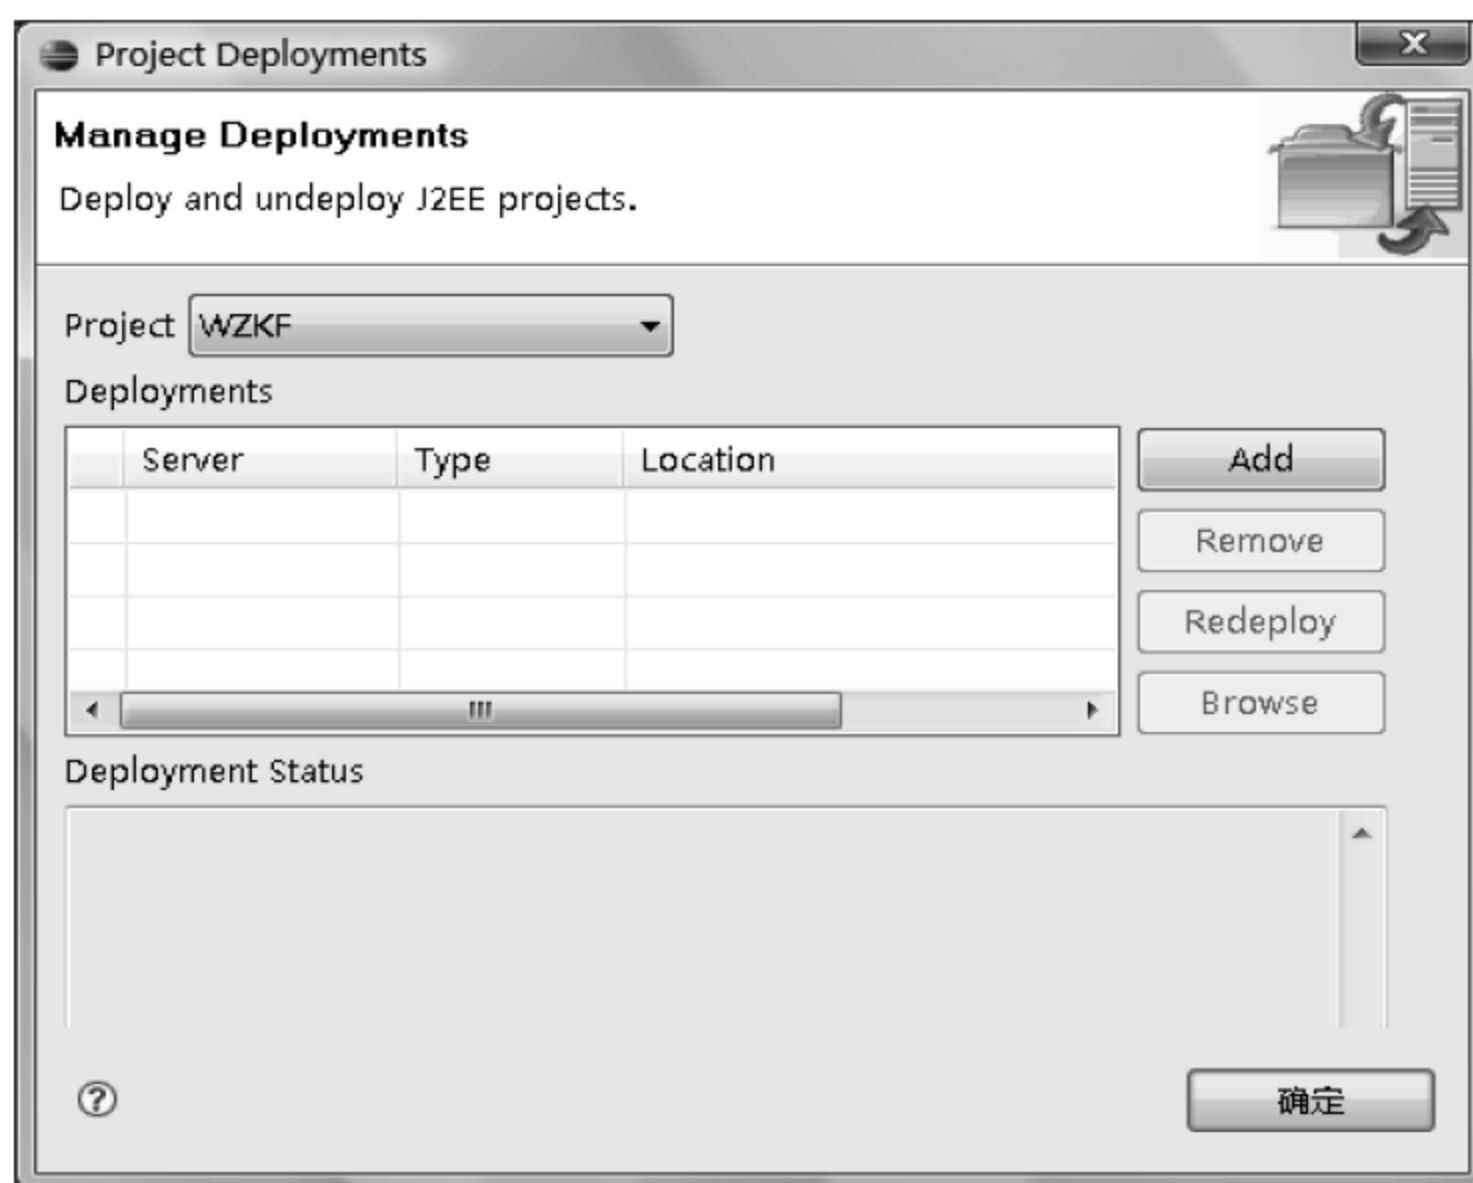 Project Deployments
Manage Deployments
Deploy and undeploy J2EE projects.
Project WZKF
Deployments
Server Type Location
Add
Remove
Redeploy
Browse
Deployment Status
确定